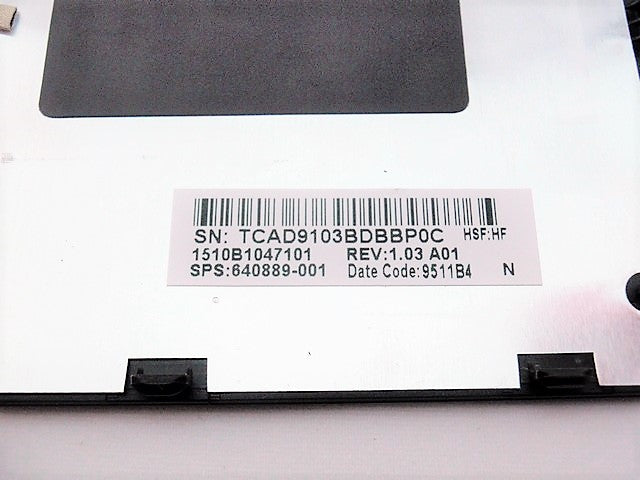 SN: TCAD9103BDBBP0C HSF:HF
1510B1047101 REV:1.03 A01
SPS:640889-001 Date Code:9511B4 N